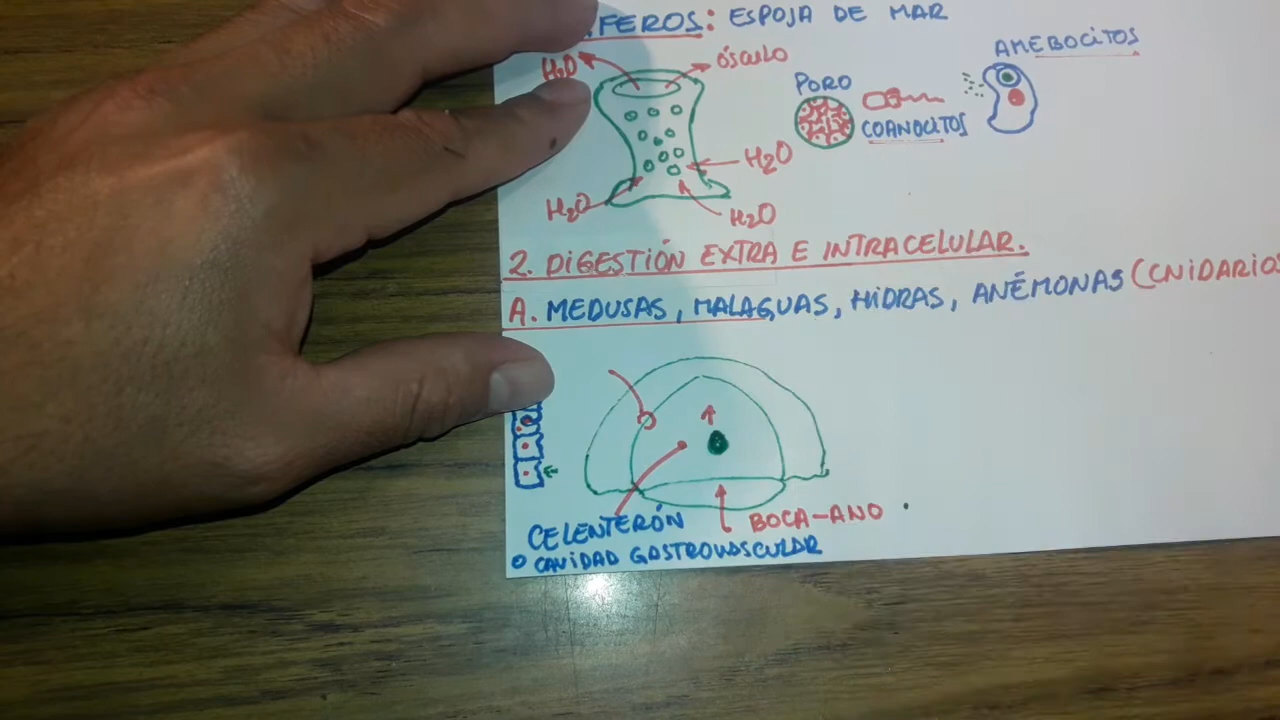 .FEROS: ESPOJA DE MAR
H2O
ÓSCULO
PORO
COANOCITOS
AMEBOCITOS
H2O
H2O
H2O
2. DIGESTIÓN EXTRA E INTRACELULAR.
A. MEDUSAS, MALAGUAS, HIDRAS, ANÉMONAS (CNIDARIOS
CELENTERÓN
BOCA-ANO
O CAVIDAD GASTROVASCULAR